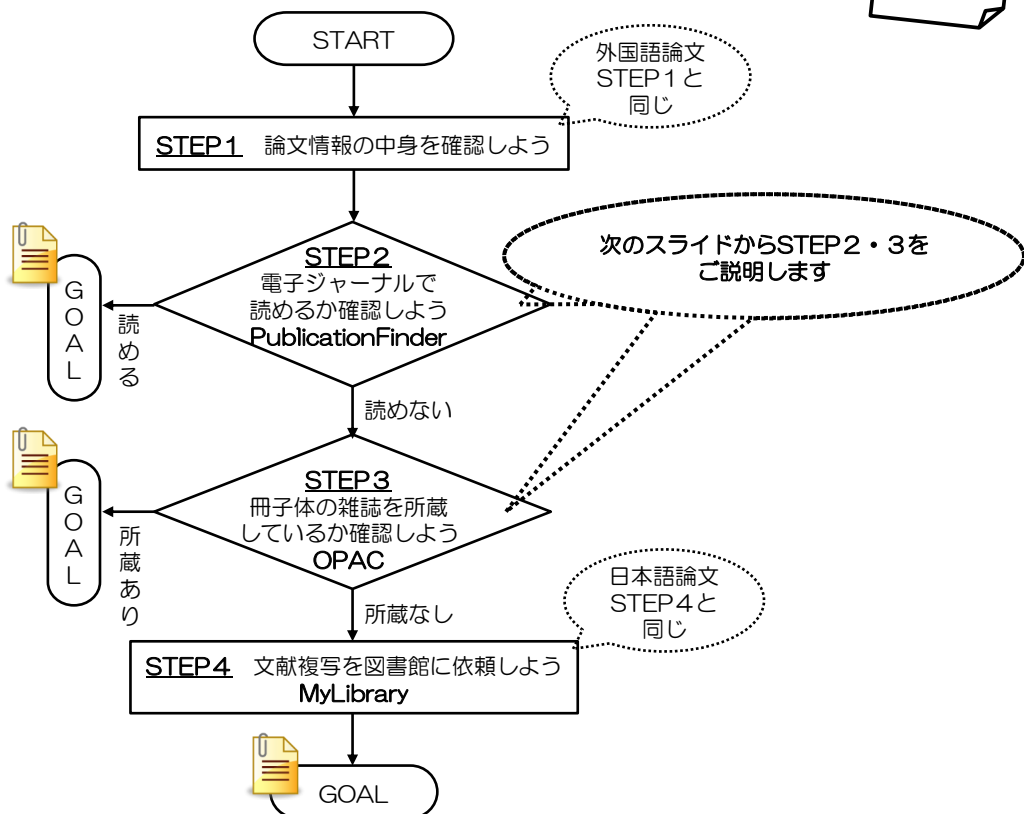 START
外国語論文
STEP1と
同じ
STEP1 論文情報の中身を確認しよう
STEP2
電子ジャーナルで
読めるか確認しよう
PublicationFinder
次のスライドからSTEP2・3を
ご説明します
GOAL
読める
読めない
STEP3
冊子体の雑誌を所蔵
しているか確認しよう
OPAC
GOAL
所蔵あり
所蔵なし
日本語論文
STEP4と
同じ
STEP4 文献複写を図書館に依頼しよう
MyLibrary
GOAL